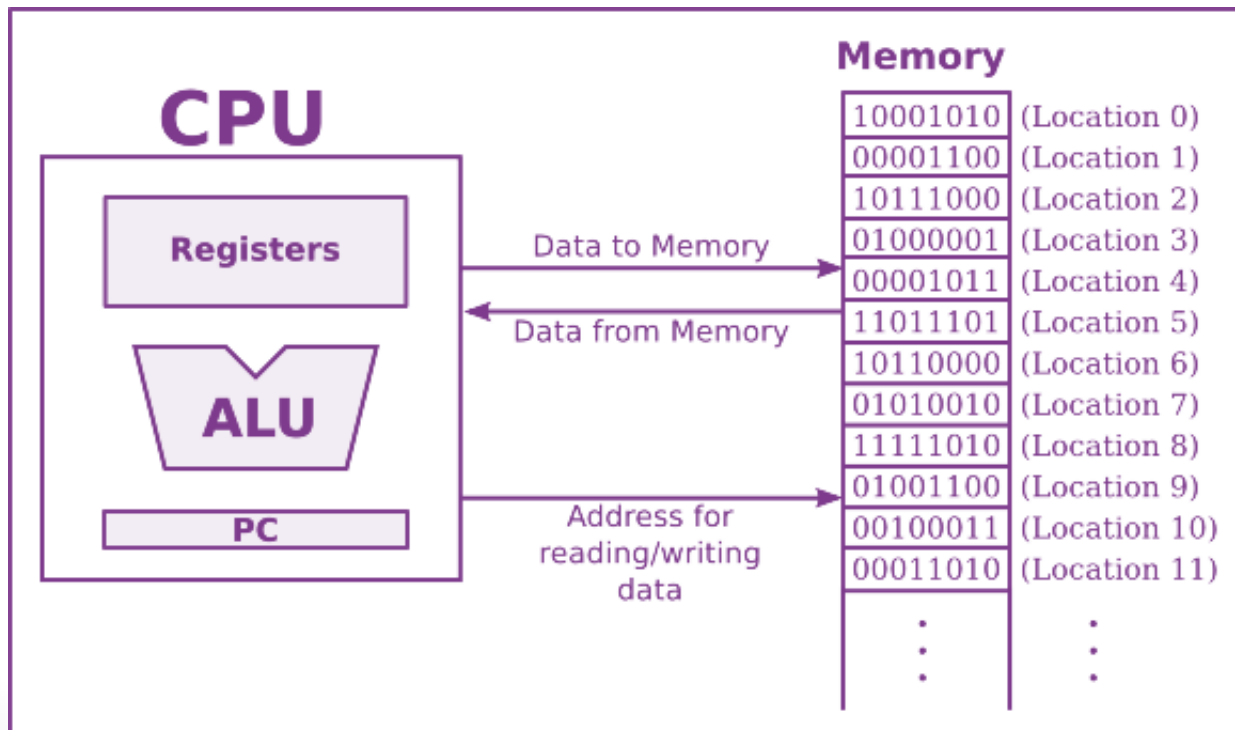 CPU
Registers
ALU
PC
Data to Memory
Data from Memory
Address for
reading/writing
data
Memory
10001010 (Location 0)
00001100 (Location 1)
10111000 (Location 2)
01000001 (Location 3)
00001011 (Location 4)
11011101 (Location 5)
10110000 (Location 6)
01010010 (Location 7)
11111010 (Location 8)
01001100 (Location 9)
00100011 (Location 10)
00011010 (Location 11)